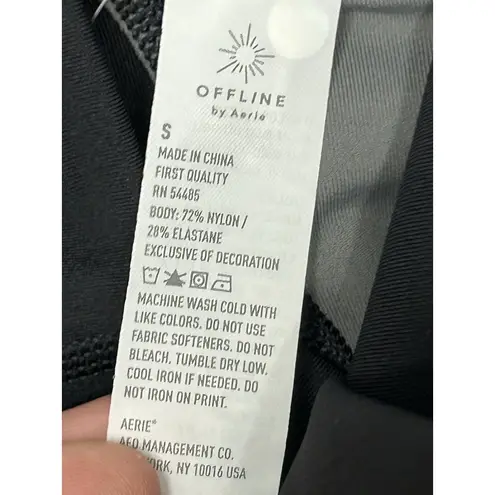 OFFLINE
by Aerie
S
MADE IN CHINA
FIRST QUALITY
RN 54485
BODY: 72% NYLON /
28% ELASTANE
EXCLUSIVE OF DECORATION
MACHINE WASH COLD WITH
LIKE COLORS. DO NOT USE
FABRIC SOFTENERS. DO NOT
BLEACH. TUMBLE DRY LOW.
COOL IRON IF NEEDED. DO
NOT IRON ON PRINT.
AERIE®
AEO MANAGEMENT CO.
YORK, NY 10016 USA